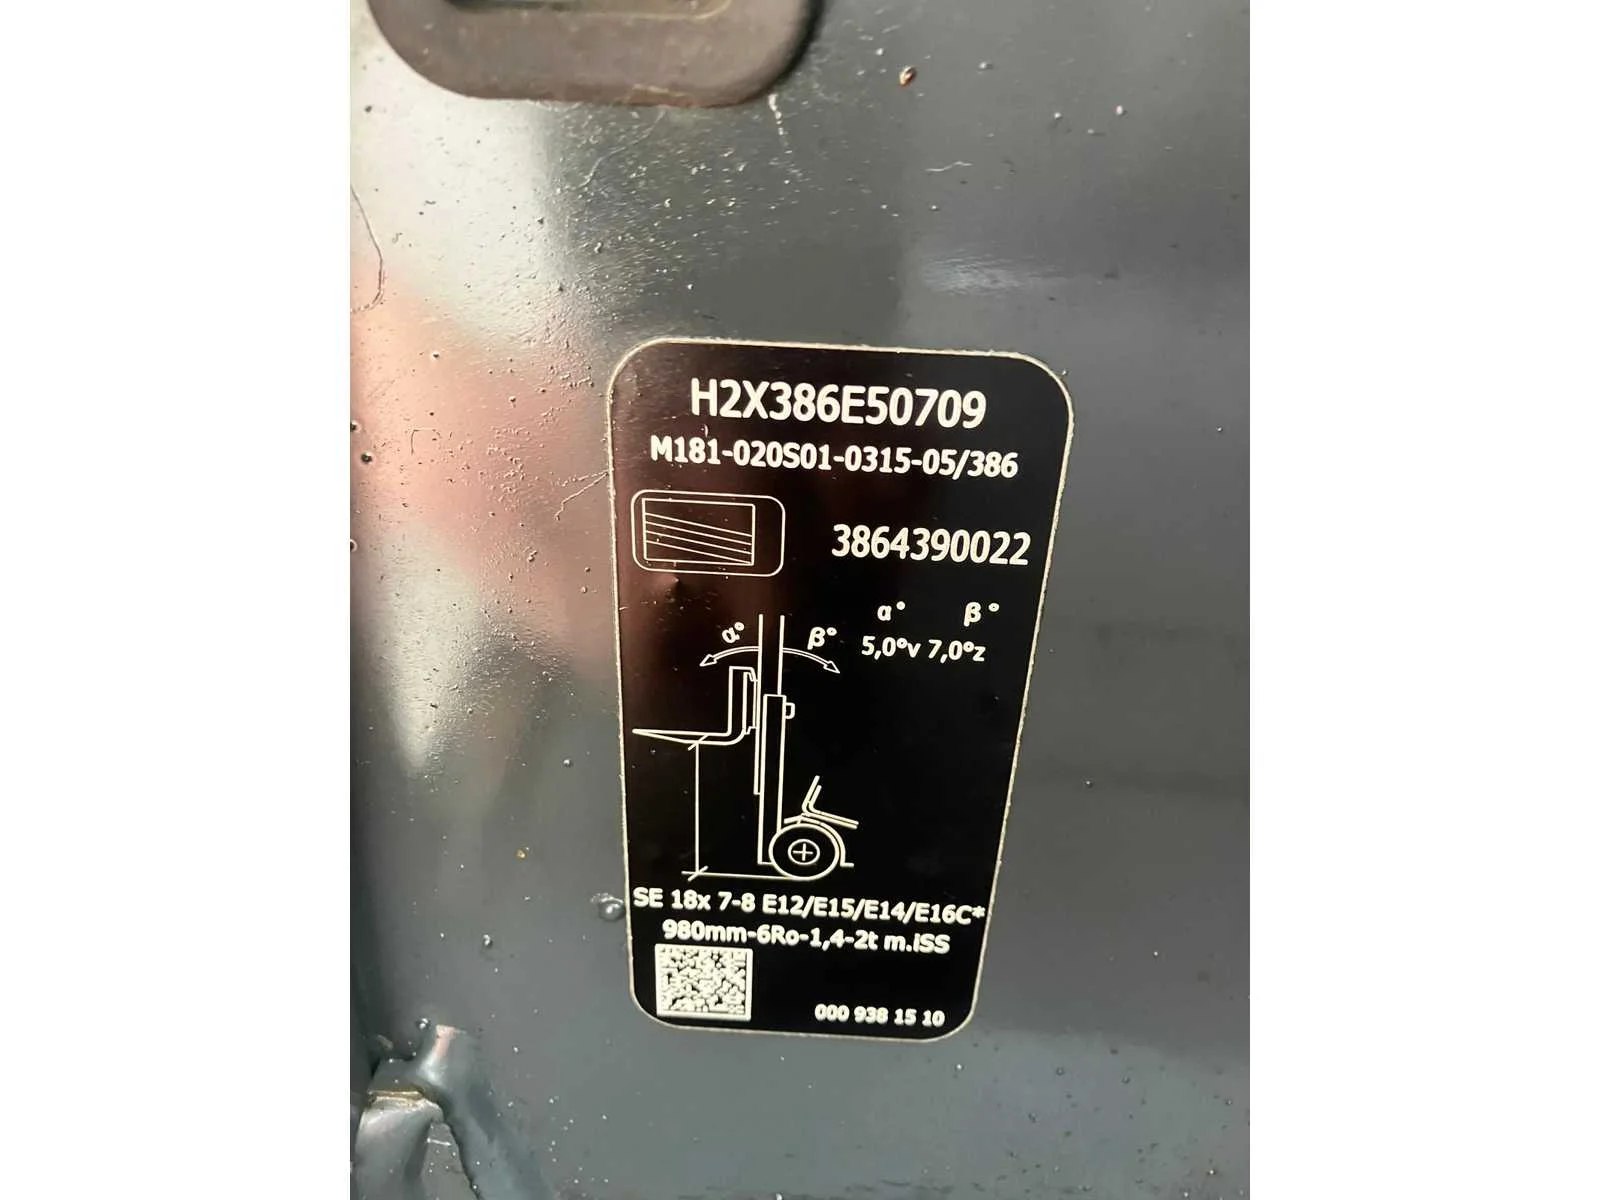 H2X386E50709
M181-020S01-0315-05/386
3864390022
α° β°
α° β° 5,0°v 7,0°z
SE 18x 7-8 E12/E15/E14/E16C*
980mm-6Ro-1,4-2t m.iSS
000 938 15 10